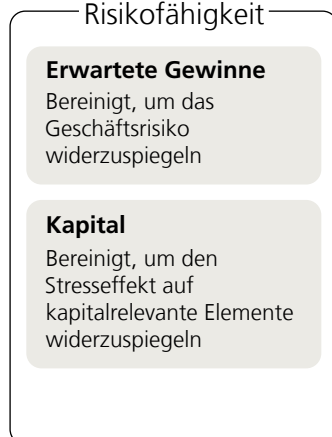 Risikofähigkeit
Erwartete Gewinne
Bereinigt, um das
Geschäftsrisiko
widerzuspiegeln
Kapital
Bereinigt, um den
Stresseffekt auf
kapitalrelevante Elemente
widerzuspiegeln